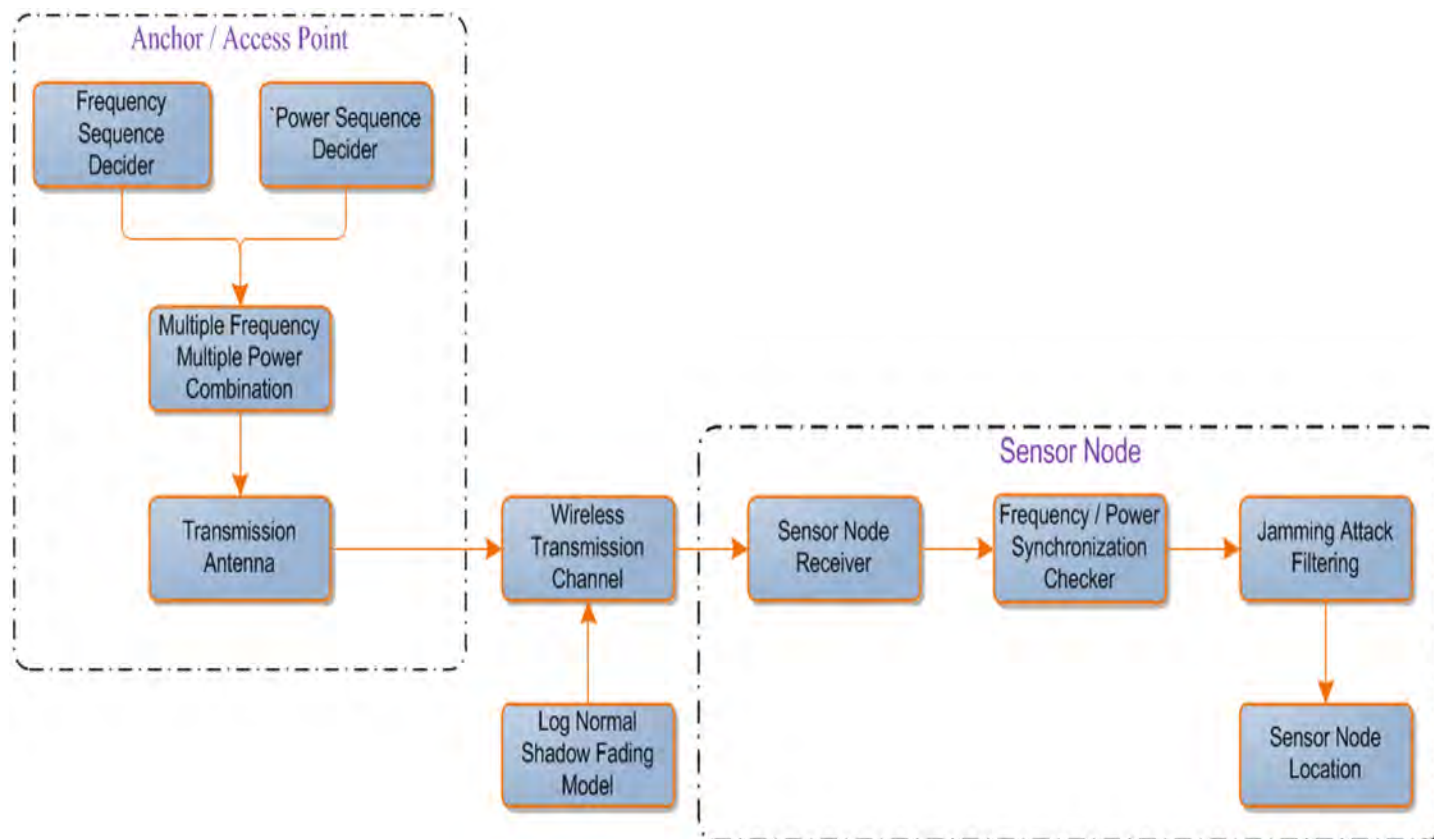 Anchor / Access Point
Frequency
Sequence
Decider
`Power Sequence
Decider
Multiple Frequency
Multiple Power
Combination
Transmission
Antenna
Wireless
Transmission
Channel
Log Normal
Shadow Fading
Model
Sensor Node
Sensor Node
Receiver
Frequency / Power
Synchronization
Checker
Jamming Attack
Filtering
Sensor Node
Location